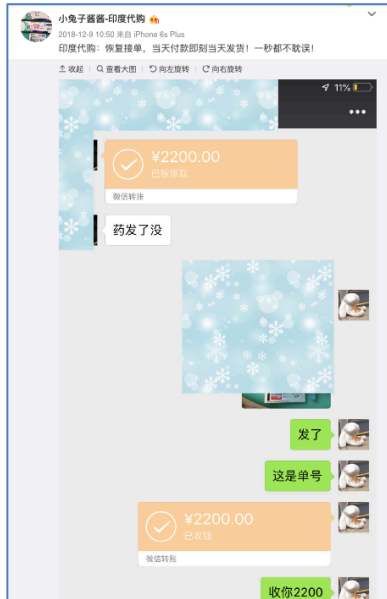 小兔子酱酱-印度代购
2018-12-9 10:50 来自 iPhone 6s Plus
印度代购：恢复接单，当天付款即刻当天发货！一秒都不耽误！
收起 查看大图 向左旋转 向右旋转
11%
¥2200.00
已被领取
微信转账
药发了没
发了
这是单号
¥2200.00
已收钱
微信转账
收你2200